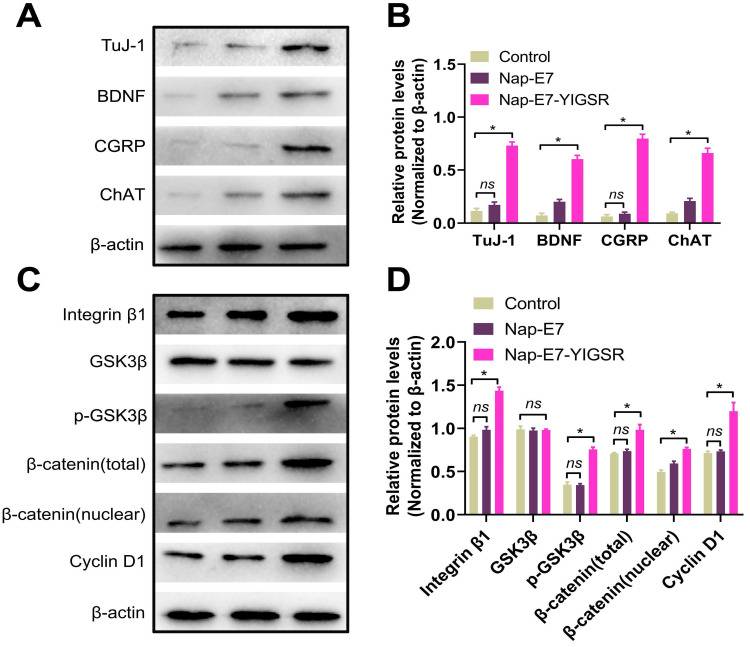 A
TuJ-1
BDNF
CGRP
ChAT
β-actin
B
Control
Nap-E7
Nap-E7-YIGSR
Relative protein levels
(Normalized to β-actin)
1.5
1.0
0.5
0.0
*
*
*
*
ns
ns
TuJ-1 BDNF CGRP ChAT
C
Integrin β1
GSK3β
p-GSK3β
β-catenin(total)
β-catenin(nuclear)
Cyclin D1
β-actin
D
Control
Nap-E7
Nap-E7-YIGSR
Relative protein levels
(Normalized to β-actin)
2.0
1.5
1.0
0.5
0.0
*
ns
ns
*
ns
*
ns
*
*
ns
Integrin β1
GSK3β
p-GSK3β
β-catenin(total)
β-catenin(nuclear)
Cyclin D1